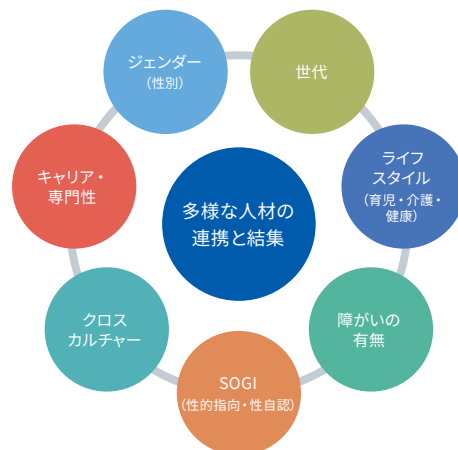 ジェンダー
（性別）
世代
キャリア・
専門性
ライフ
スタイル
（育児・介護・
健康）
多様な人材の
連携と結集
クロス
カルチャー
障がいの
有無
SOGI
（性的指向・性自認）